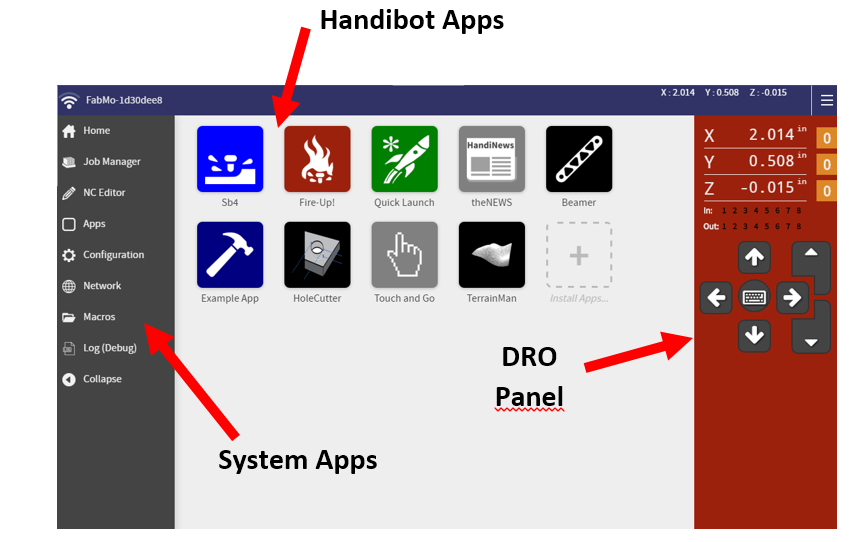 Handibot Apps
FabMo-1d30dee8
X : 2.014 Y : 0.508 Z : -0.015
Home
Job Manager
NC Editor
Apps
Configuration
Network
Macros
Log (Debug)
Collapse
HandiNews
Sb4
Fire-Up!
Quick Launch
theNEWS
Beamer
Example App
HoleCutter
Touch and Go
TerrainMan
Install Apps...
X 2.014 in 0
Y 0.508 in 0
Z -0.015 in 0
In: 1 2 3 4 5 6 7 8
Out: 1 2 3 4 5 6 7 8
DRO
Panel
System Apps